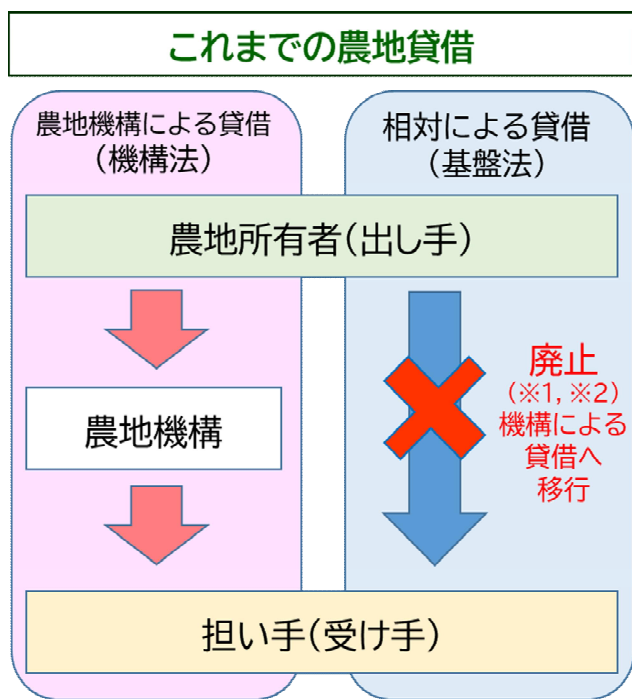 これまでの農地貸借
農地機構による貸借
（機構法）
相対による貸借
（基盤法）
農地所有者（出し手）
農地機構
廃止
（※1，※2）
機構による
貸借へ
移行
担い手（受け手）